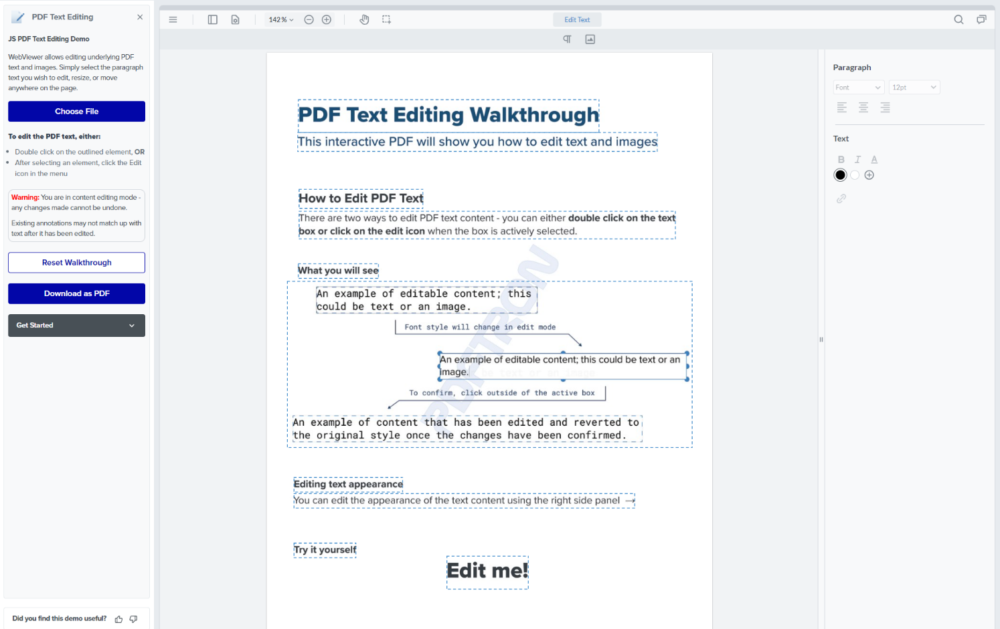 PDF Text Editing
JS PDF Text Editing Demo
WebViewer allows editing underlying PDF
text and images. Simply select the paragraph
text you wish to edit, resize, or move
anywhere on the page.
Choose File
To edit the PDF text, either:
Double click on the outlined element, OR
After selecting an element, click the Edit
icon in the menu
Warning: You are in content editing mode -
any changes made cannot be undone.
Existing annotations may not match up with
text after it has been edited.
Reset Walkthrough
Download as PDF
Get Started
Did you find this demo useful?
142%
Edit Text
PDF Text Editing Walkthrough
This interactive PDF will show you how to edit text and images
How to Edit PDF Text
There are two ways to edit PDF text content - you can either double click on the text
box or click on the edit icon when the box is actively selected.
What you will see
An example of editable content; this
could be text or an image.
Font style will change in edit mode
An example of editable content; this could be text or an
image.
be text or an image
To confirm, click outside of the active box
An example of content that has been edited and reverted to
the original style once the changes have been confirmed.
PDFTRON
Editing text appearance
You can edit the appearance of the text content using the right side panel →
Try it yourself
Edit me!
Paragraph
Font
12pt
Text
B I A